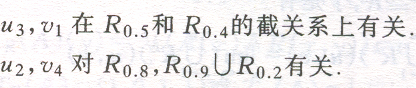 u₃, v₁ 在 R₀.₅和 R₀.₄的截关系上有关.
u₂, v₄ 对 R₀.₈, R₀.₉∪R₀.₂有关.